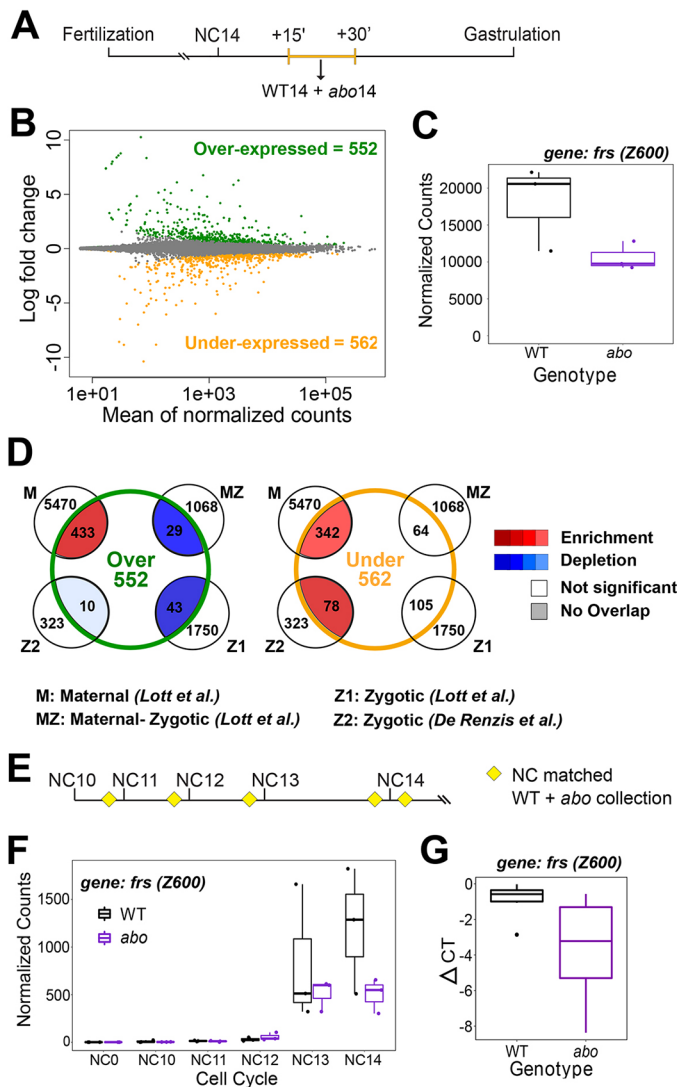 A
Fertilization NC14 +15' +30' Gastrulation
WT14 + abo14
B
Over-expressed = 552
Under-expressed = 562
Log fold change
10
5
0
-5
-10
1e+01 1e+03 1e+05
Mean of normalized counts
C
gene: frs (Z600)
Normalized Counts
20000
15000
10000
5000
0
WT abo
Genotype
D
M MZ
5470 1068
433 29
Over
552
10 43
323 1750
Z2 Z1
M MZ
5470 1068
342 64
Under
562
78 105
323 1750
Z2 Z1
Enrichment
Depletion
Not significant
No Overlap
M: Maternal (Lott et al.)
MZ: Maternal- Zygotic (Lott et al.)
Z1: Zygotic (Lott et al.)
Z2: Zygotic (De Renzis et al.)
E
NC10 NC11 NC12 NC13 NC14
NC matched
WT + abo collection
F
gene: frs (Z600)
WT
abo
Normalized Counts
1500
1000
500
0
NC0 NC10 NC11 NC12 NC13 NC14
Cell Cycle
G
gene: frs (Z600)
Δ CT
0
-2
-4
-6
-8
WT abo
Genotype